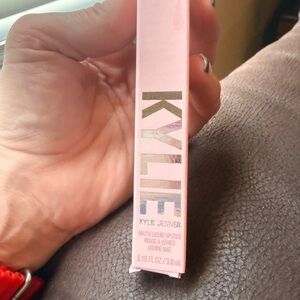 KYLIE
KYLIE JENNER
MATTE LIQUID LIPSTICK
ROUGE À LÈVRES
LIQUIDE MAT
0.10 FL OZ / 3.0 mL